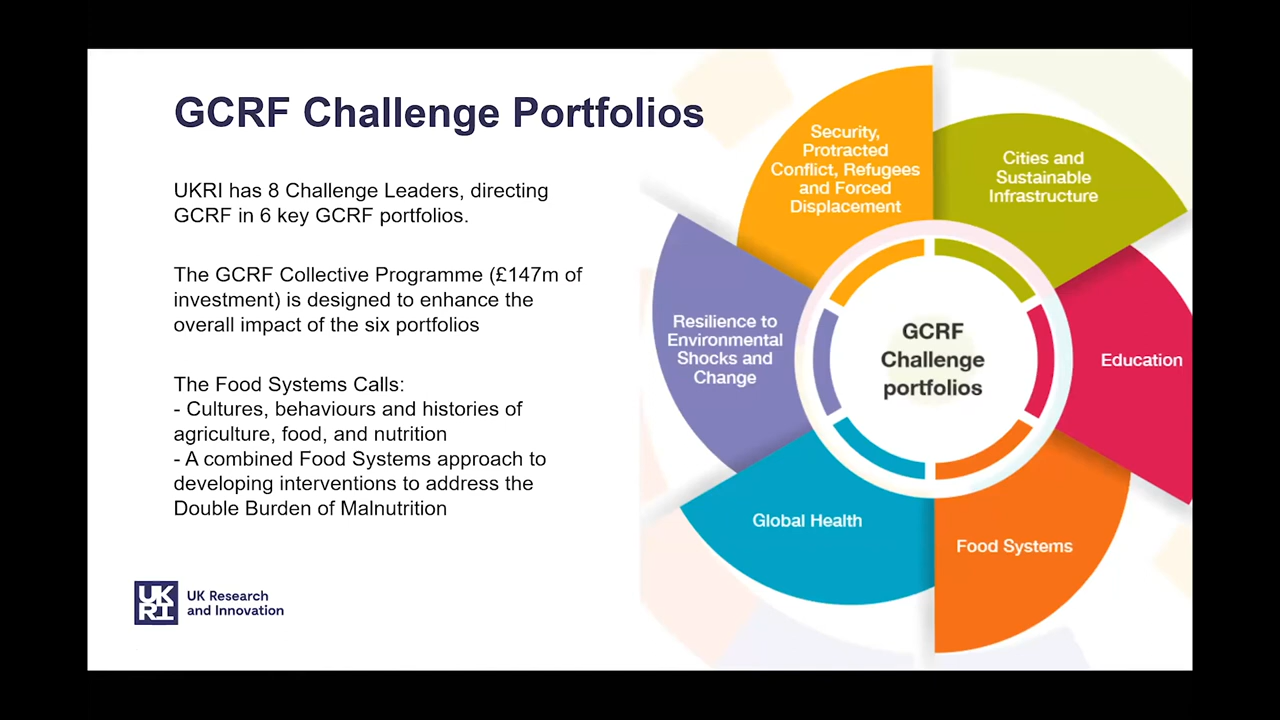 GCRF Challenge Portfolios
UKRI has 8 Challenge Leaders, directing
GCRF in 6 key GCRF portfolios.
The GCRF Collective Programme (£147m of
investment) is designed to enhance the
overall impact of the six portfolios
The Food Systems Calls:
- Cultures, behaviours and histories of
agriculture, food, and nutrition
- A combined Food Systems approach to
developing interventions to address the
Double Burden of Malnutrition
UK
RI
UK Research
and Innovation
Security,
Protracted
Conflict, Refugees
and Forced
Displacement
Cities and
Sustainable
Infrastructure
Resilience to
Environmental
Shocks and
Change
GCRF
Challenge
portfolios
Education
Global Health
Food Systems